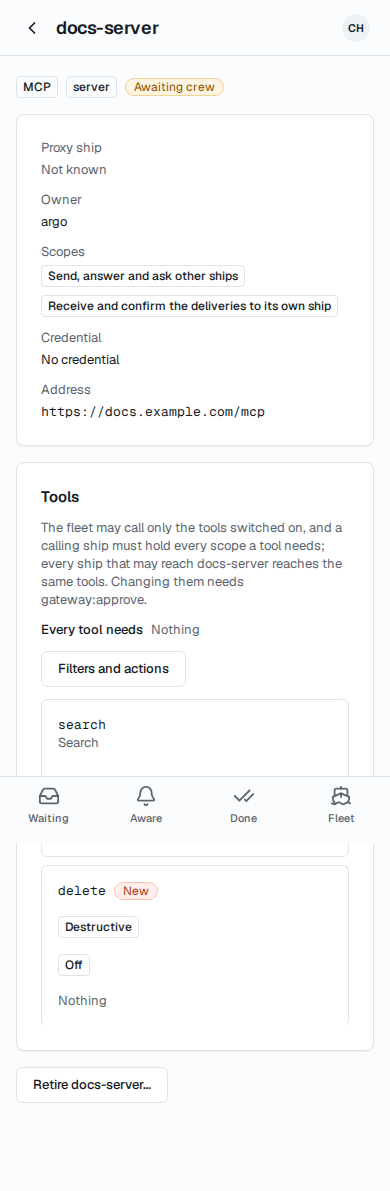 docs-server
CH
MCP
server
Awaiting crew
Proxy ship
Not known
Owner
argo
Scopes
Send, answer and ask other ships
Receive and confirm the deliveries to its own ship
Credential
No credential
Address
https://docs.example.com/mcp
Tools
The fleet may call only the tools switched on, and a
calling ship must hold every scope a tool needs;
every ship that may reach docs-server reaches the
same tools. Changing them needs
gateway:approve.
Every tool needs Nothing
Filters and actions
search
Search
Waiting
Aware
Done
Fleet
delete New
Destructive
Off
Nothing
Retire docs-server...